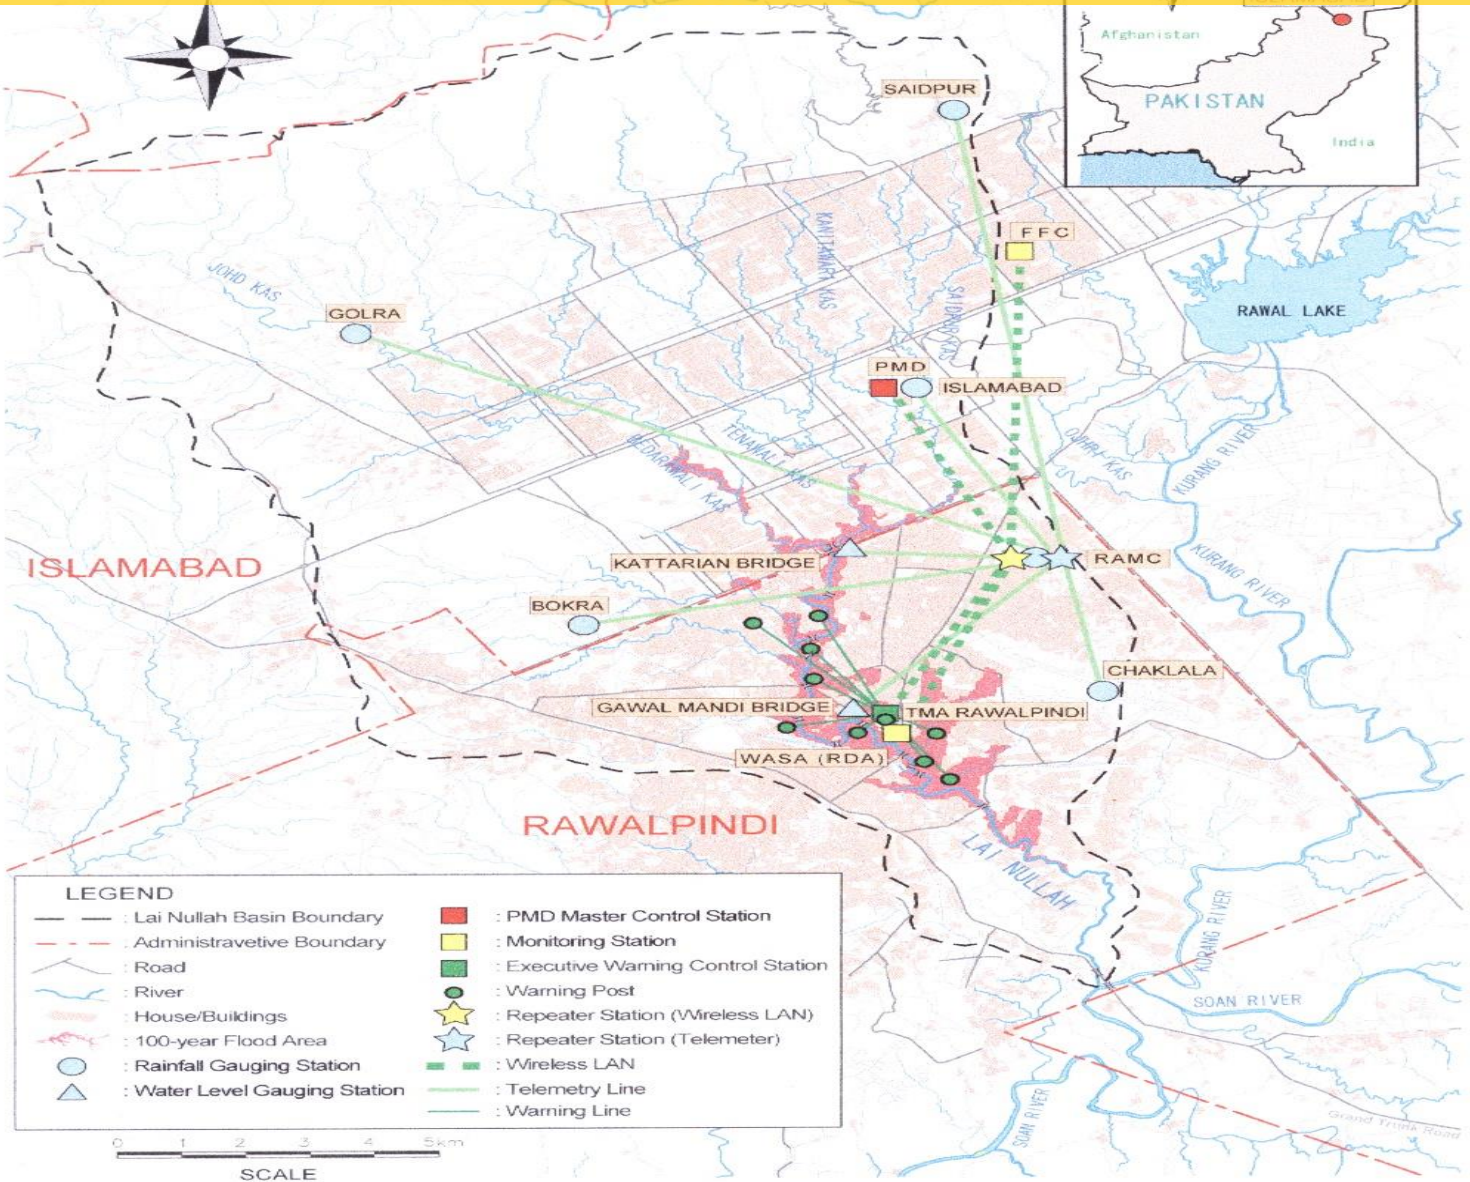 Afghanistan
PAKISTAN
India
SAIDPUR
FFC
KANITAWARI KAS
JOHD KAS
SAIDPUR KAS
GOLRA
RAWAL LAKE
PMD
ISLAMABAD
TENAWALI KAS
BEDARWALI KAS
OJHRI KAS
KURANG RIVER
KATTARIAN BRIDGE
RAMC
KURANG RIVER
ISLAMABAD
BOKRA
CHAKLALA
GAWAL MANDI BRIDGE
TMA RAWALPINDI
WASA (RDA)
RAWALPINDI
LAI NULLAH
KURANG RIVER
SOAN RIVER
SOAN RIVER
Grand Trunk Road
LEGEND
: Lai Nullah Basin Boundary
: Administravetive Boundary
: Road
: River
: House/Buildings
: 100-year Flood Area
: Rainfall Gauging Station
: Water Level Gauging Station
: PMD Master Control Station
: Monitoring Station
: Executive Warning Control Station
: Warning Post
: Repeater Station (Wireless LAN)
: Repeater Station (Telemeter)
: Wireless LAN
: Telemetry Line
: Warning Line
0 1 2 3 4 5km
SCALE